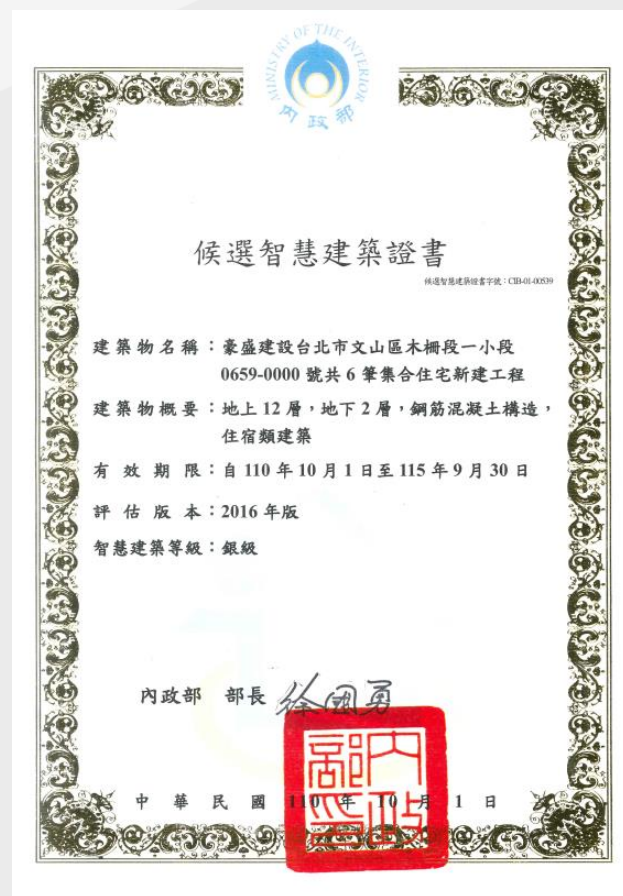 MINISTRY OF THE INTERIOR
內政部
候選智慧建築證書
候選智慧建築證書字號：CIB-01-00539
建築物名稱：豪盛建設台北市文山區木柵段一小段
0659-0000 號共 6 筆集合住宅新建工程
建築物概要：地上 12 層，地下 2 層，鋼筋混凝土構造，
住宿類建築
有效期限：自 110 年 10 月 1 日至 115 年 9 月 30 日
評估版本：2016 年版
智慧建築等級：銀級
內政部 部長 徐國勇
內政部印
中華民國 110 年 10 月 1 日